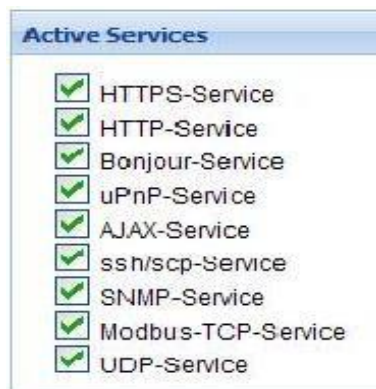 Active Services
HTTPS-Service
HTTP-Service
Bonjour-Service
uPnP-Service
AJAX-Service
ssh/scp-Service
SNMP-Service
Modbus-TCP-Service
UDP-Service